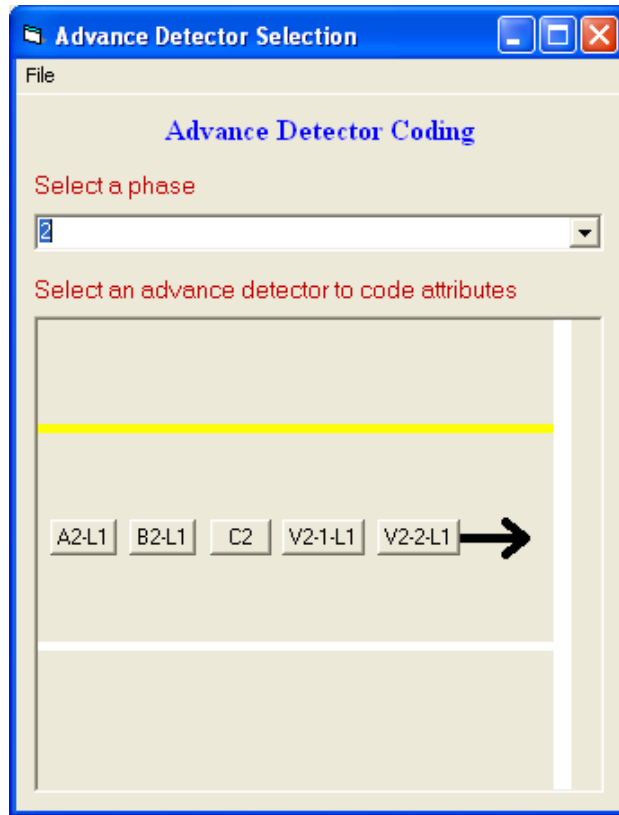 Advance Detector Selection
File
Advance Detector Coding
Select a phase
2
Select an advance detector to code attributes
A2-L1 B2-L1 C2 V2-1-L1 V2-2-L1